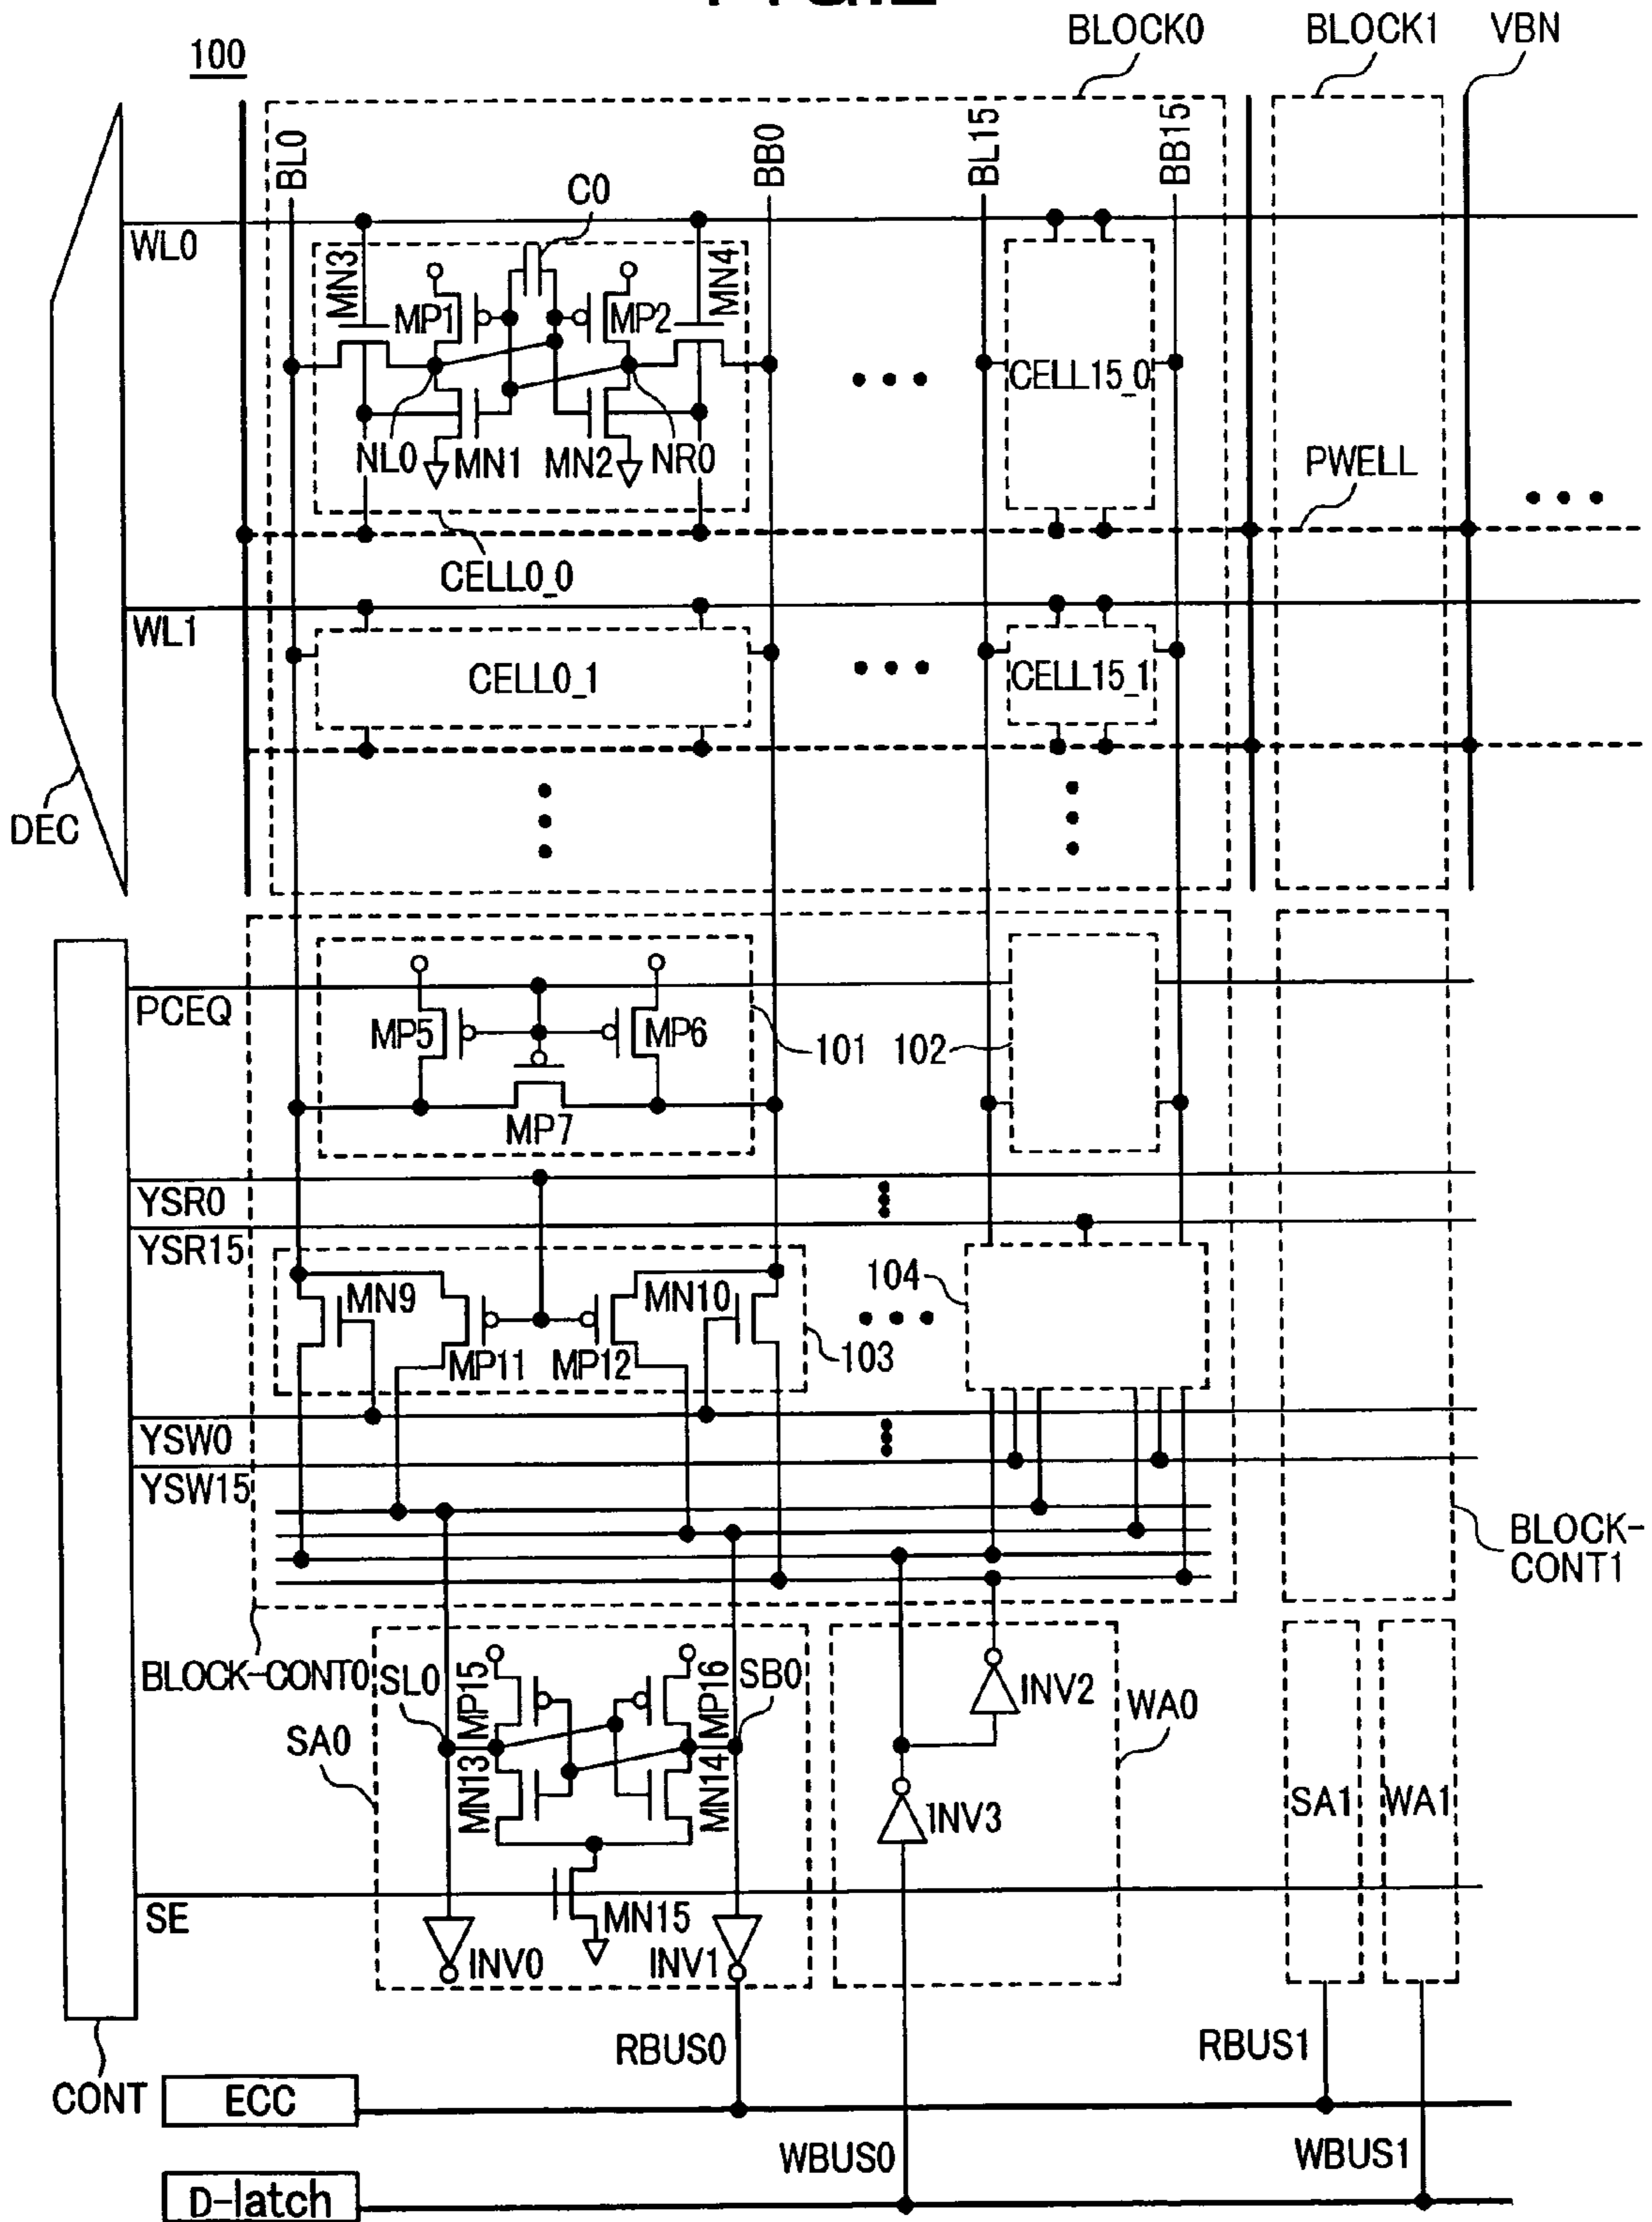 100
BLOCK0
BLOCK1
VBN
BL0
BB0
BL15
BB15
C0
WL0
MN3
MP1
MP2
MN4
CELL15_0
NL0
MN1
MN2
NR0
PWELL
CELL0_0
WL1
CELL0_1
CELL15_1
DEC
PCEQ
MP5
MP6
101
102
MP7
YSR0
YSR15
MN9
MN10
104
MP11
MP12
103
YSW0
YSW15
BLOCK-
CONT1
BLOCK-CONT0
SL0
MP15
MP16
SB0
INV2
WA0
SA0
MN13
MN14
INV3
SA1
WA1
SE
MN15
INV0
INV1
RBUS0
RBUS1
CONT
ECC
WBUS0
WBUS1
D-latch